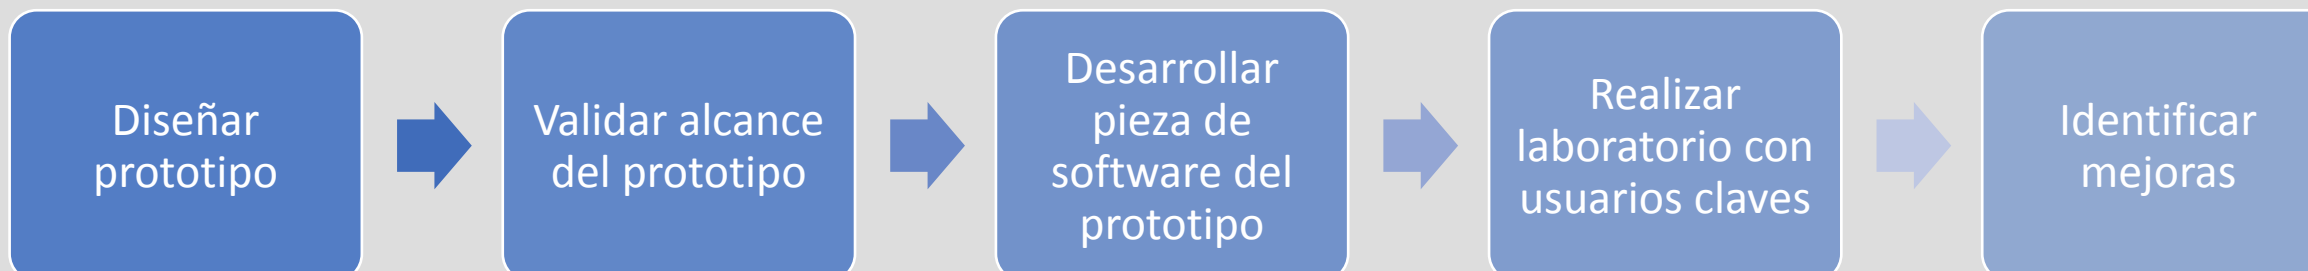 Diseñar
prototipo
Validar alcance
del prototipo
Desarrollar
pieza de
software del
prototipo
Realizar
laboratorio con
usuarios claves
Identificar
mejoras